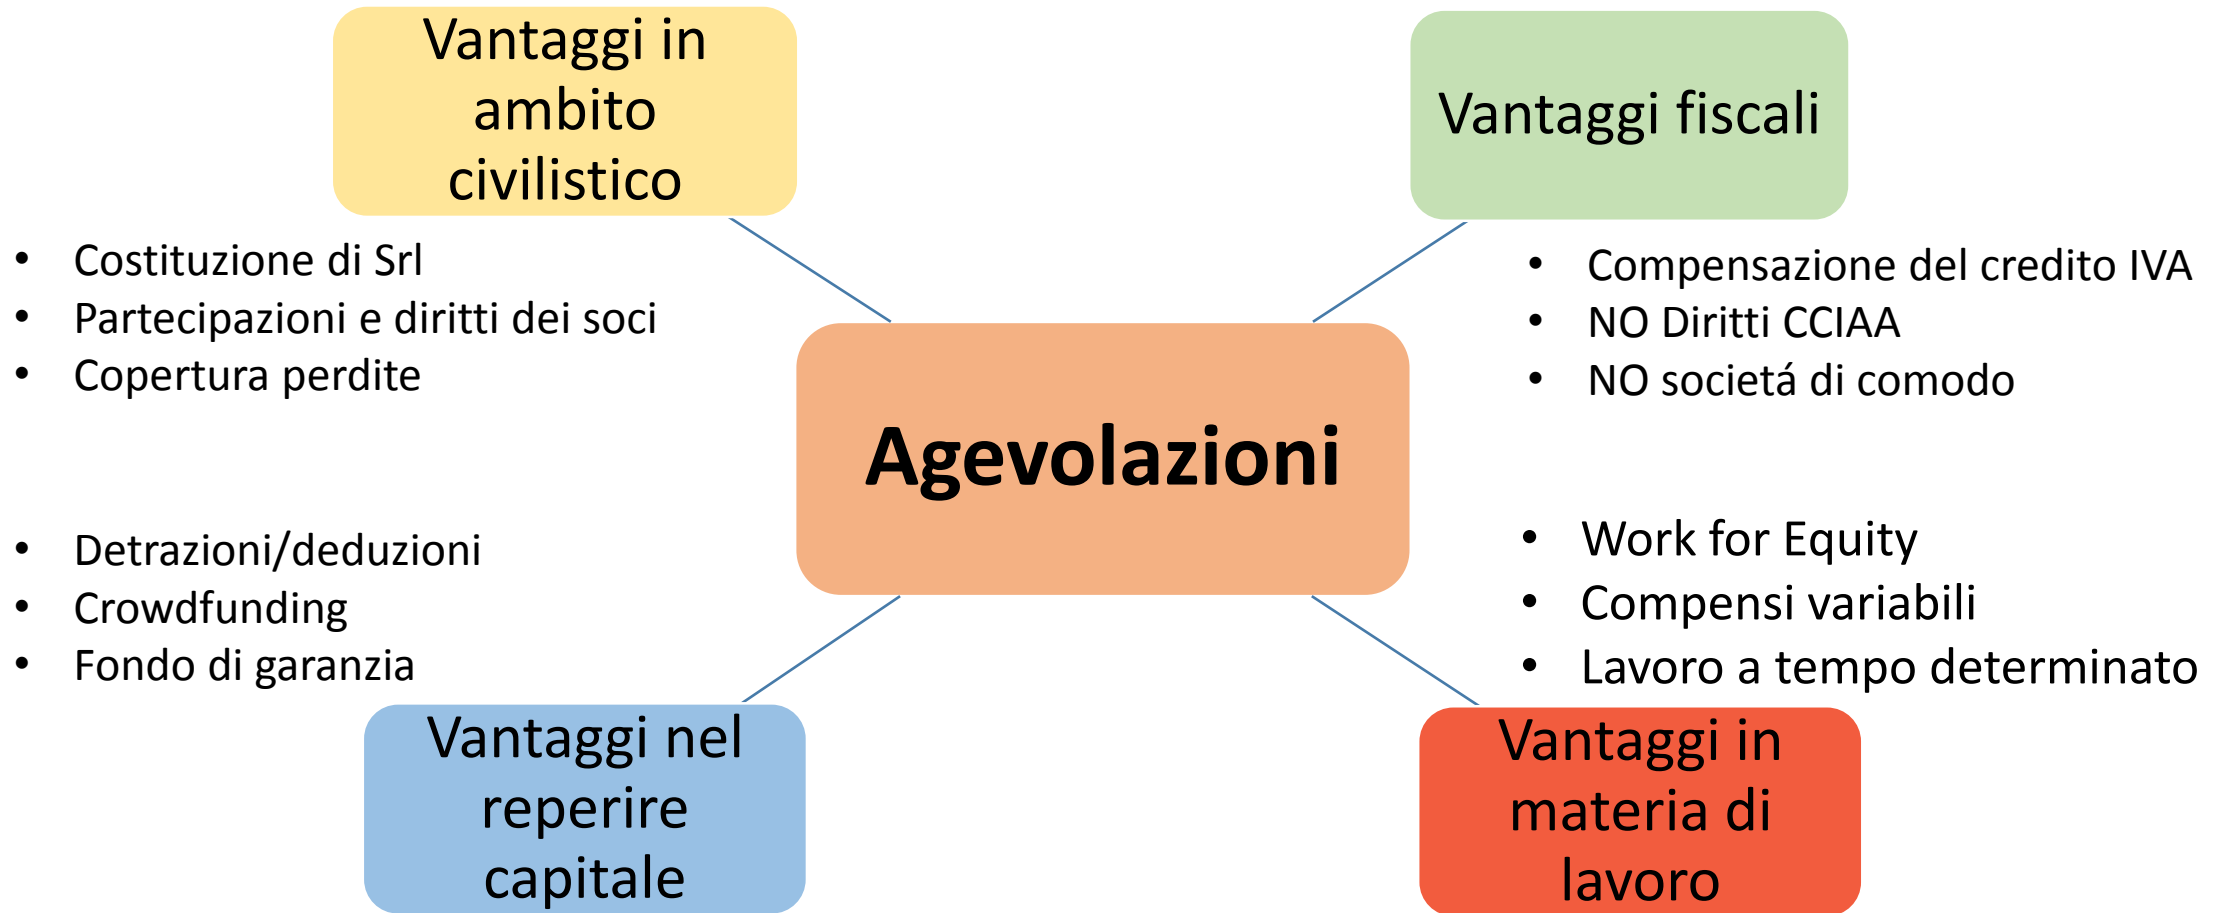 Vantaggi in
ambito
civilistico
Vantaggi fiscali
• Costituzione di Srl
• Partecipazioni e diritti dei soci
• Copertura perdite
• Compensazione del credito IVA
• NO Diritti CCIAA
• NO societá di comodo
Agevolazioni
• Detrazioni/deduzioni
• Crowdfunding
• Fondo di garanzia
• Work for Equity
• Compensi variabili
• Lavoro a tempo determinato
Vantaggi nel
reperire
capitale
Vantaggi in
materia di
lavoro